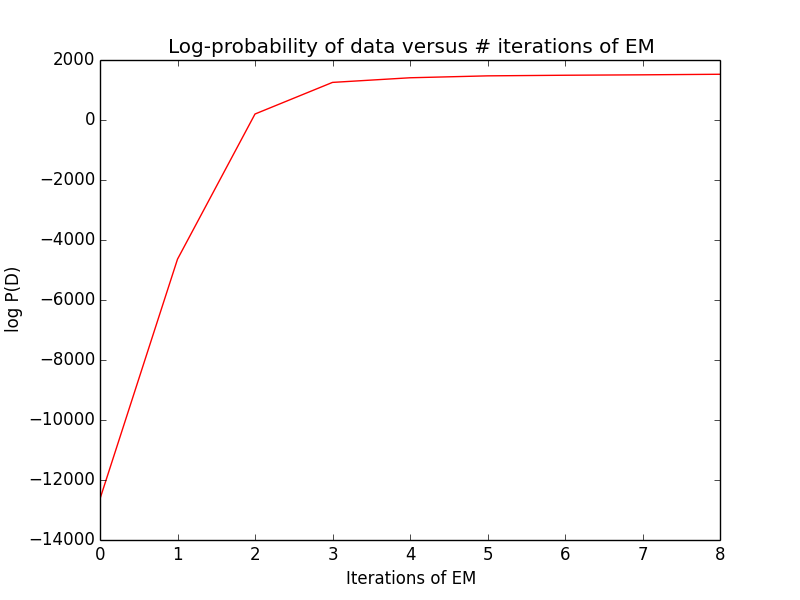 Log-probability of data versus # iterations of EM
2000
0
−2000
−4000
−6000
−8000
−10000
−12000
−14000
log P(D)
0 1 2 3 4 5 6 7 8
Iterations of EM